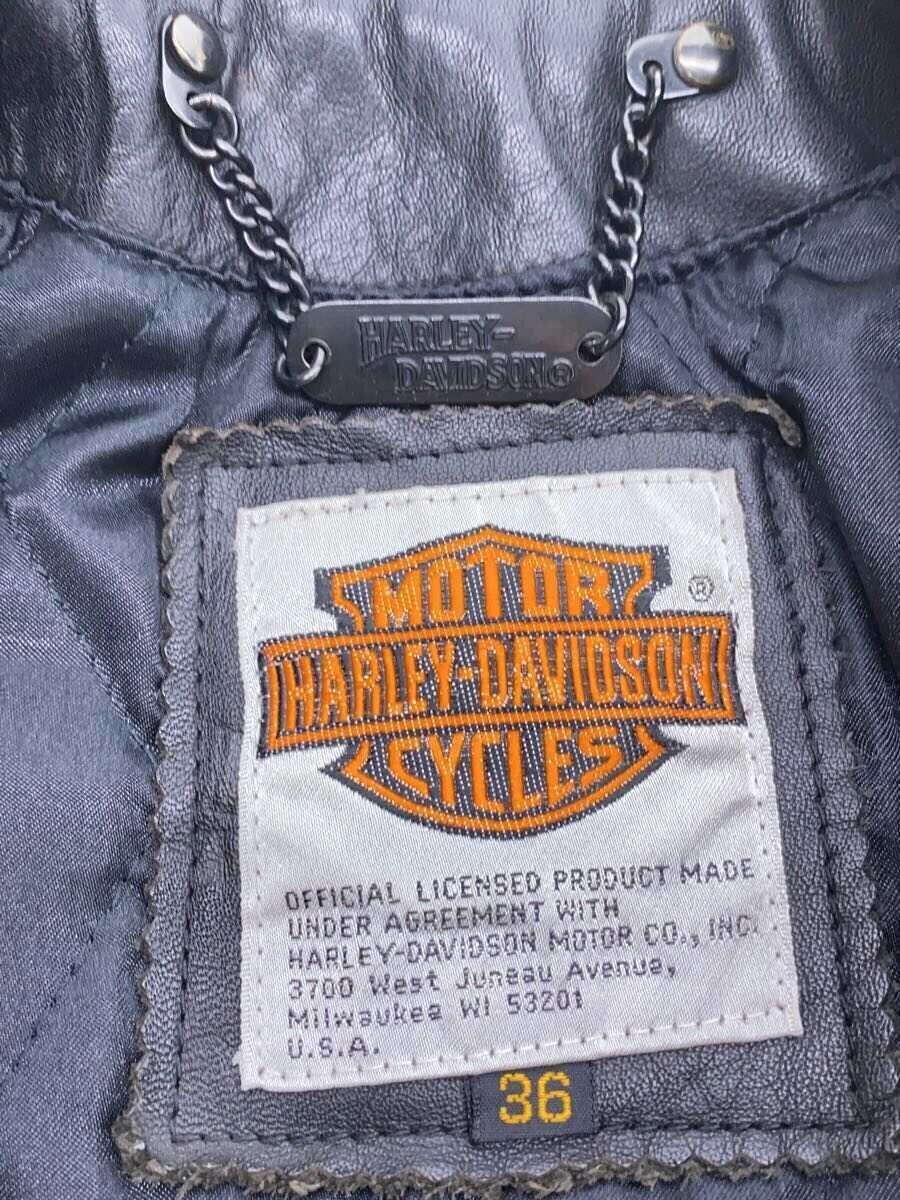 HARLEY-
DAVIDSON®
MOTOR
®
HARLEY-DAVIDSON
CYCLES
OFFICIAL LICENSED PRODUCT MADE
UNDER AGREEMENT WITH
HARLEY-DAVIDSON MOTOR CO., INC.
3700 West Juneau Avenue,
Milwaukee WI 53201
U.S.A.
36